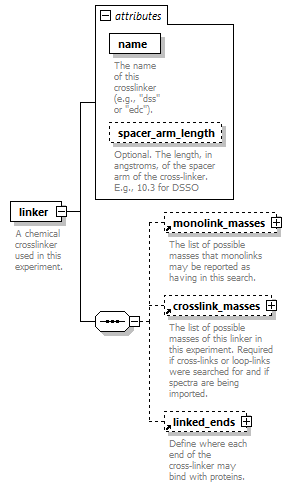 attributes
name
The name
of this
crosslinker
(e.g., "dss"
or "edc").
spacer_arm_length
Optional. The length, in
angstroms, of the spacer
arm of the cross-linker.
E.g., 10.3 for DSSO
linker
A chemical
crosslinker
used in this
experiment.
monolink_masses
The list of possible
masses that monolinks
may be reported as
having in this search.
crosslink_masses
The list of possible
masses of this linker in
this experiment. Required
if cross-links or loop-links
were searched for and if
spectra are being
imported.
linked_ends
Define where each
end of the
cross-linker may
bind with proteins.